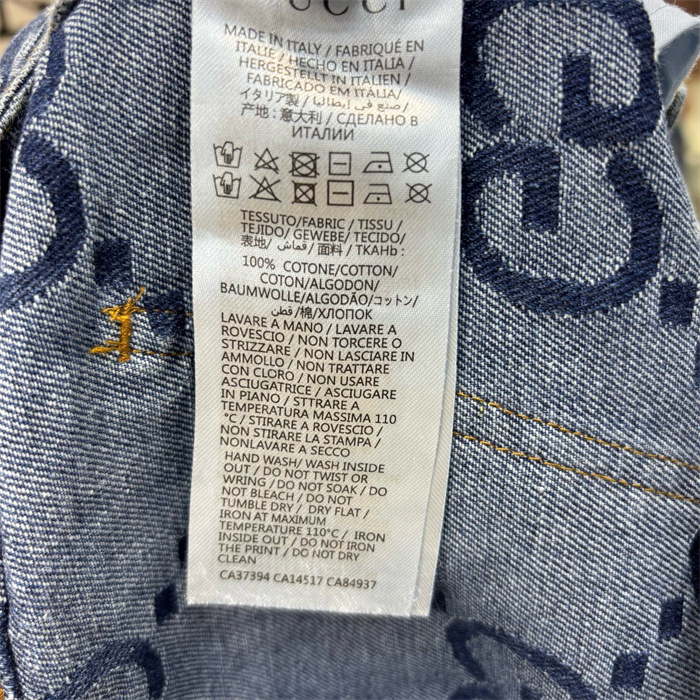 GUCCI
MADE IN ITALY / FABRIQUÉ EN
ITALIE / HECHO EN ITALIA /
HERGESTELLT IN ITALIEN /
FABRICADO EM ITÀLIA/
イタリア製 / صنع في إيطاليا /
产地: 意大利 / СДЕЛАНО В
ИТАЛИИ
TESSUTO/FABRIC / TISSU /
TEJIDO/ GEWEBE/ TECIDO/
表地/ قماش / 面料 / ТКАНЬ :
100% COTONE/COTTON/
COTON/ALGODON/
BAUMWOLLE/ALGODÃO/コットン/
قطن /棉/ХЛОПОК
LAVARE A MANO / LAVARE A
ROVESCIO / NON TORCERE O
STRIZZARE / NON LASCIARE IN
AMMOLLO / NON TRATTARE
CON CLORO / NON USARE
ASCIUGATRICE / ASCIUGARE
IN PIANO / STTRARE A
TEMPERATURA MASSIMA 110
°C / STIRARE A ROVESCIO /
NON STIRARE LA STAMPA /
NONLAVARE A SECCO
HAND WASH/ WASH INSIDE
OUT / DO NOT TWIST OR
WRING / DO NOT SOAK / DO
NOT BLEACH / DO NOT
TUMBLE DRY / DRY FLAT /
IRON AT MAXIMUM
TEMPERATURE 110°C / IRON
INSIDE OUT / DO NOT IRON
THE PRINT / DO NOT DRY
CLEAN
CA37394 CA14517 CA84937